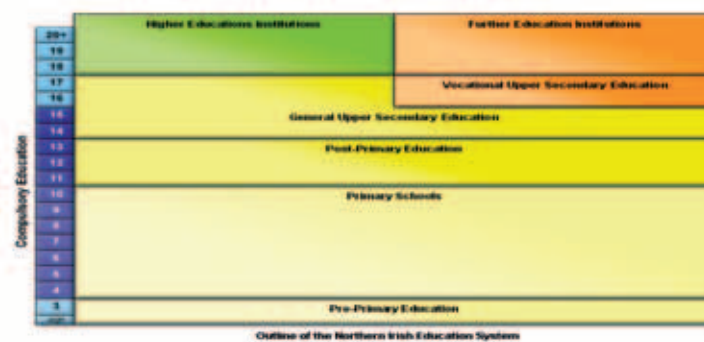 Higher Educations Institutions
Further Education Institutions
20+
19
18
17
Vocational Upper Secondary Education
16
15
General Upper Secondary Education
14
13
Post-Primary Education
12
11
10
Primary Schools
9
8
7
6
5
4
3
Pre-Primary Education
Compulsory Education
Outline of the Northern Irish Education System